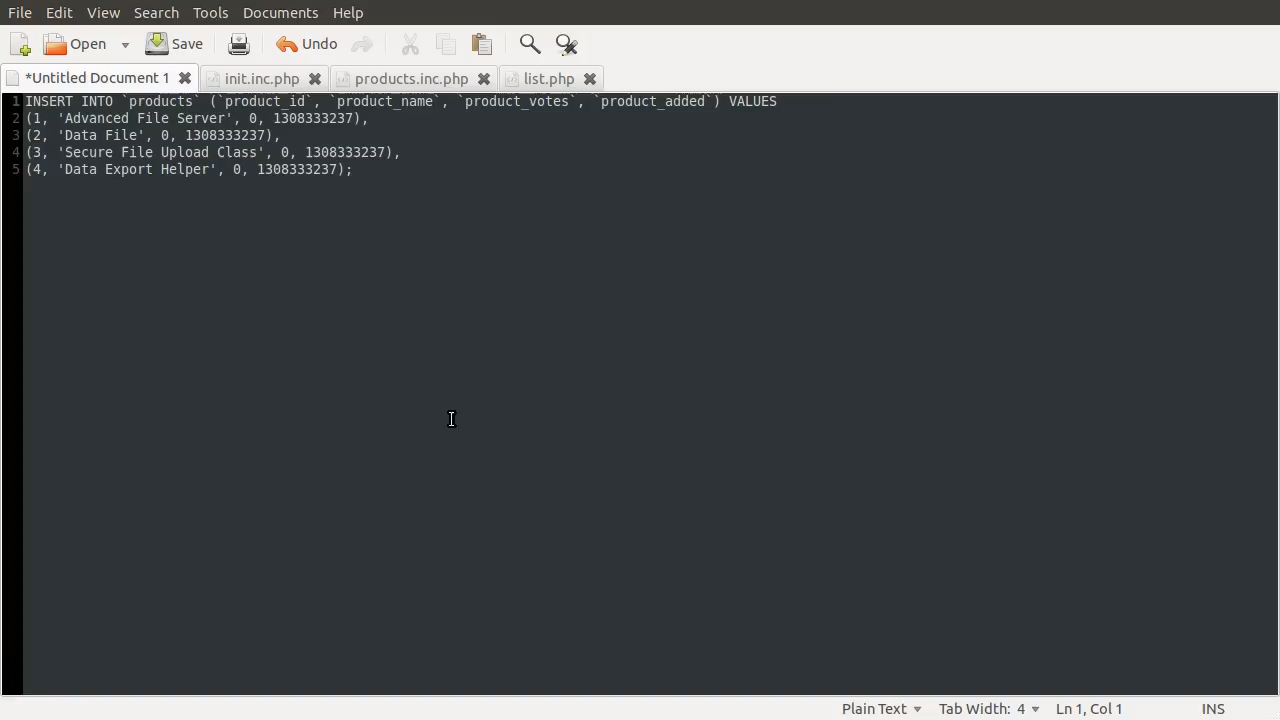 File Edit View Search Tools Documents Help
Open Save Undo
*Untitled Document 1 init.inc.php products.inc.php list.php
1 INSERT INTO `products` (`product_id`, `product_name`, `product_votes`, `product_added`) VALUES
2 (1, 'Advanced File Server', 0, 1308333237),
3 (2, 'Data File', 0, 1308333237),
4 (3, 'Secure File Upload Class', 0, 1308333237),
5 (4, 'Data Export Helper', 0, 1308333237);
Plain Text Tab Width: 4 Ln 1, Col 1 INS